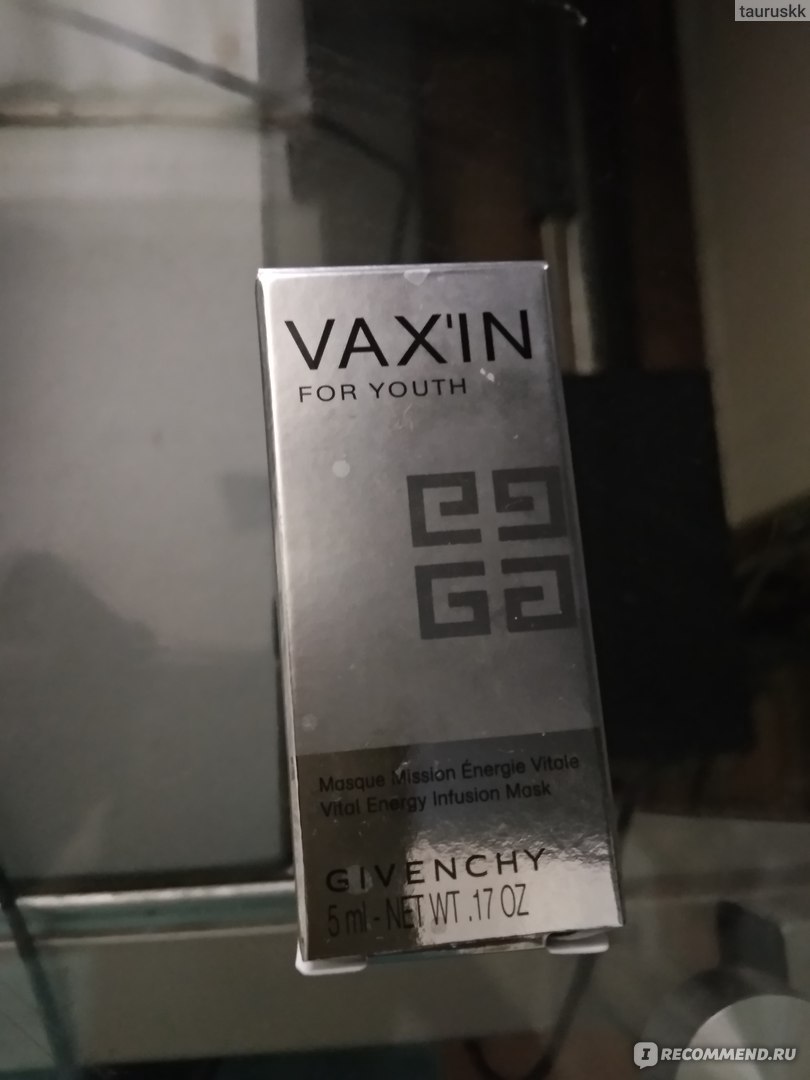 tauruskk
VAX'IN
FOR YOUTH
Masque Mission Énergie Vitale
Vital Energy Infusion Mask
GIVENCHY
5 ml - NET WT .17 OZ
IRECOMMEND.RU